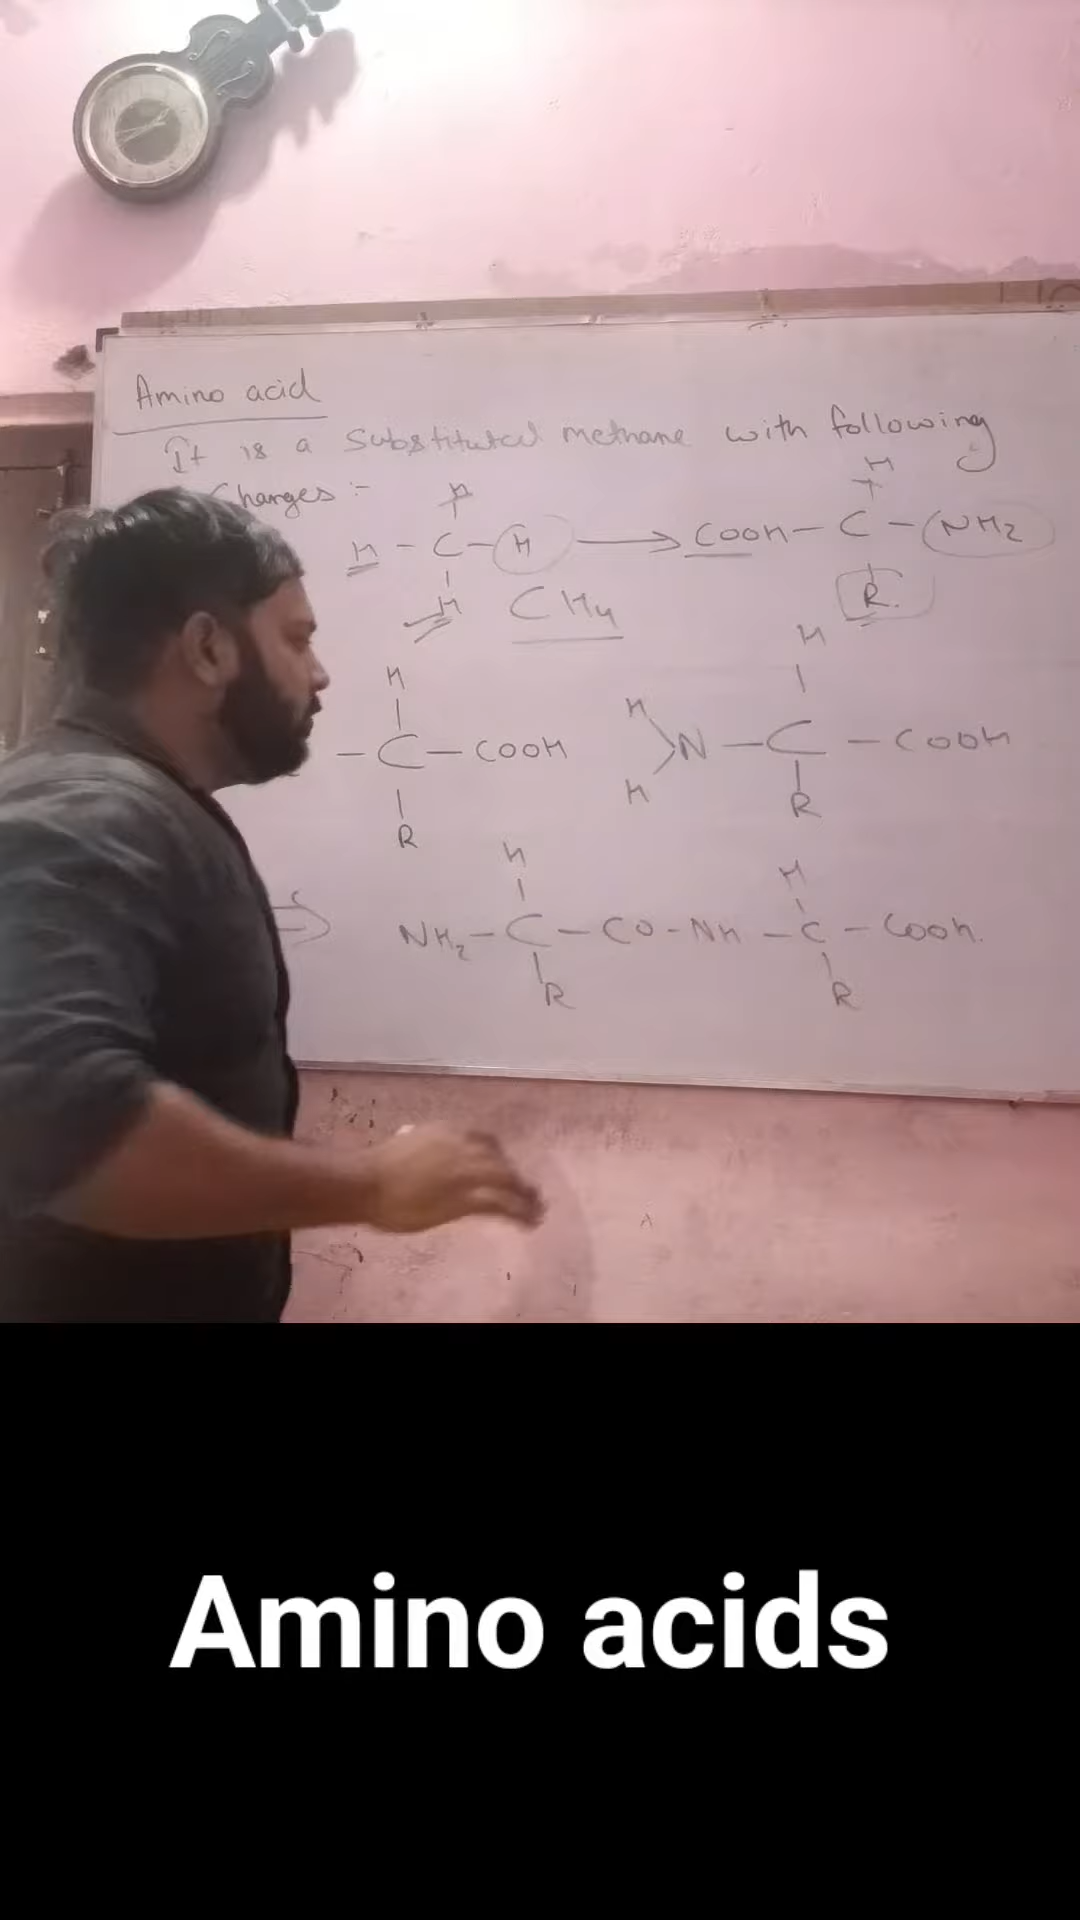 Amino acid
It is a Substituted methane with following
Changes :-
H
H
H - C - H → COOH - C - NH2
H
CH4
R.
H
H
H
- C - COOH
N - C - COOH
H
R
R
H
H
⇒ NH2 - C - CO - NH - C - COOH.
R
R
Amino acids